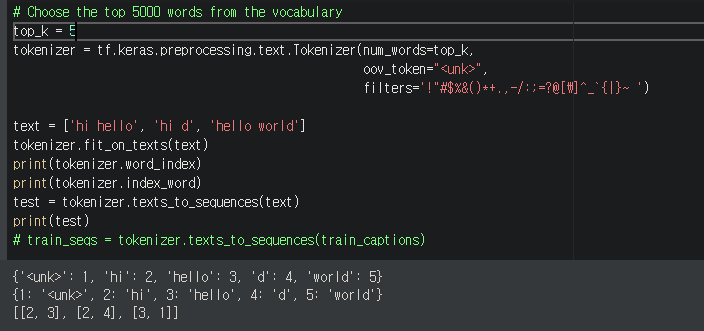 # Choose the top 5000 words from the vocabulary
top_k = 5
tokenizer = tf.keras.preprocessing.text.Tokenizer(num_words=top_k,
oov_token="<unk>",
filters='!"#$%&()*+.,-/:;=?@[₩]^_`{|}~ ')
text = ['hi hello', 'hi d', 'hello world']
tokenizer.fit_on_texts(text)
print(tokenizer.word_index)
print(tokenizer.index_word)
test = tokenizer.texts_to_sequences(text)
print(test)
# train_seqs = tokenizer.texts_to_sequences(train_captions)
{'<unk>': 1, 'hi': 2, 'hello': 3, 'd': 4, 'world': 5}
{1: '<unk>', 2: 'hi', 3: 'hello', 4: 'd', 5: 'world'}
[[2, 3], [2, 4], [3, 1]]